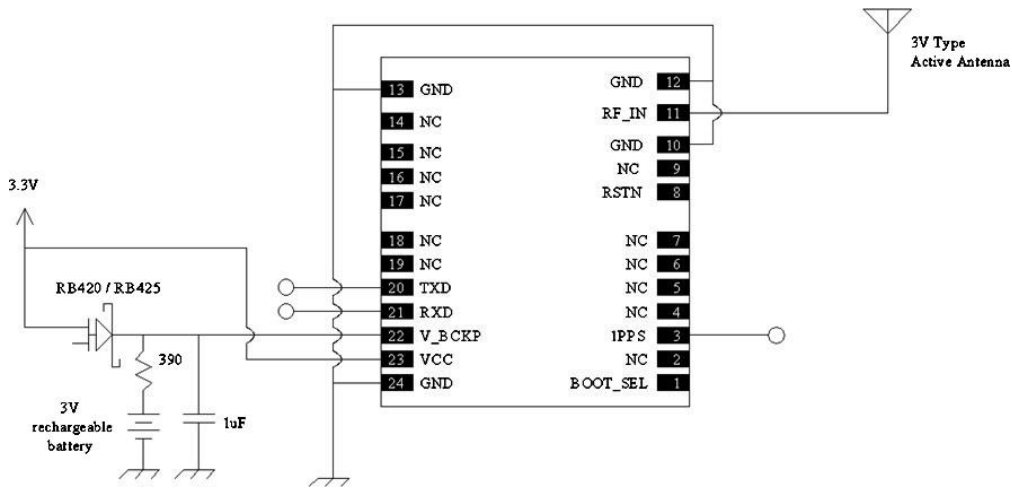 3V Type
Active Antenna
13 GND
14 NC
15 NC
16 NC
17 NC
18 NC
19 NC
20 TXD
21 RXD
22 V_BCKP
23 VCC
24 GND
GND 12
RF_IN 11
GND 10
NC 9
RSTN 8
NC 7
NC 6
NC 5
NC 4
1PPS 3
NC 2
BOOT_SEL 1
3.3V
RB420 / RB425
390
3V
rechargeable
battery
1uF